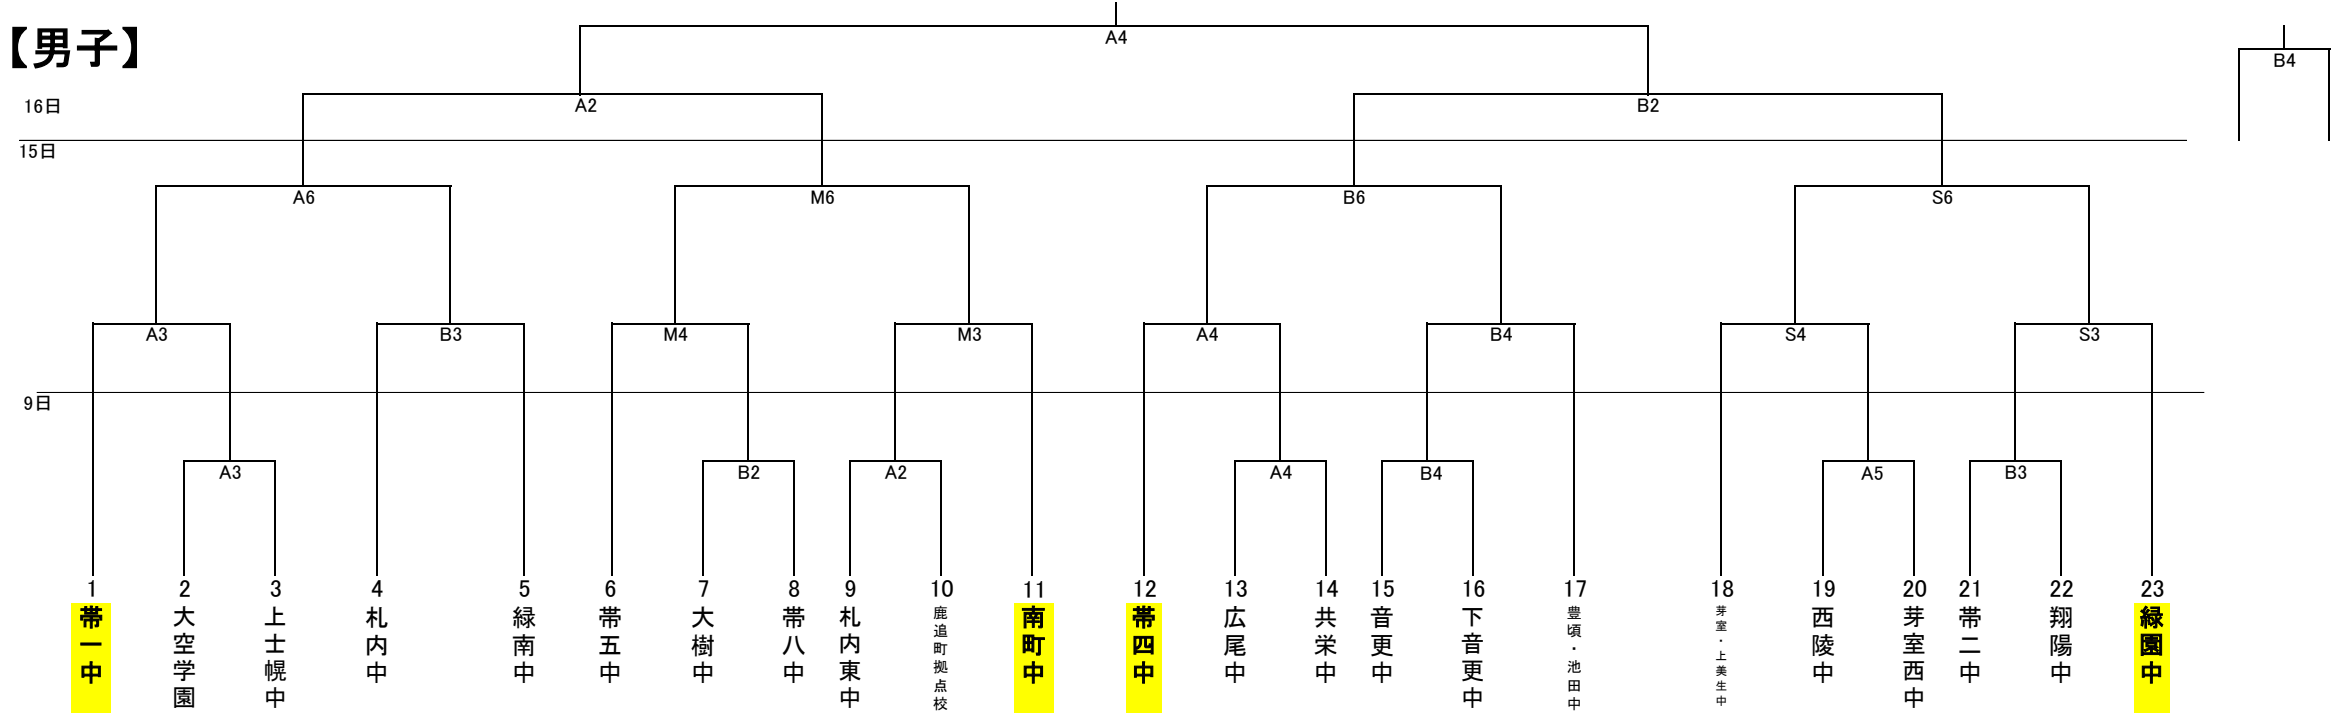 【男子】
A4
B4
16日
A2
B2
15日
A6
M6
B6
S6
A3
B3
M4
M3
A4
B4
S4
S3
9日
A3
B2
A2
A4
B4
A5
B3
1
帯一中
2
大空学園
3
上士幌中
4
札内中
5
緑南中
6
帯五中
7
大樹中
8
帯八中
9
札内東中
10
鹿追町拠点校
11
南町中
12
帯四中
13
広尾中
14
共栄中
15
音更中
16
下音更中
17
豊頃・池田中
18
芽室・上美生中
19
西陵中
20
芽室西中
21
帯二中
22
翔陽中
23
緑園中